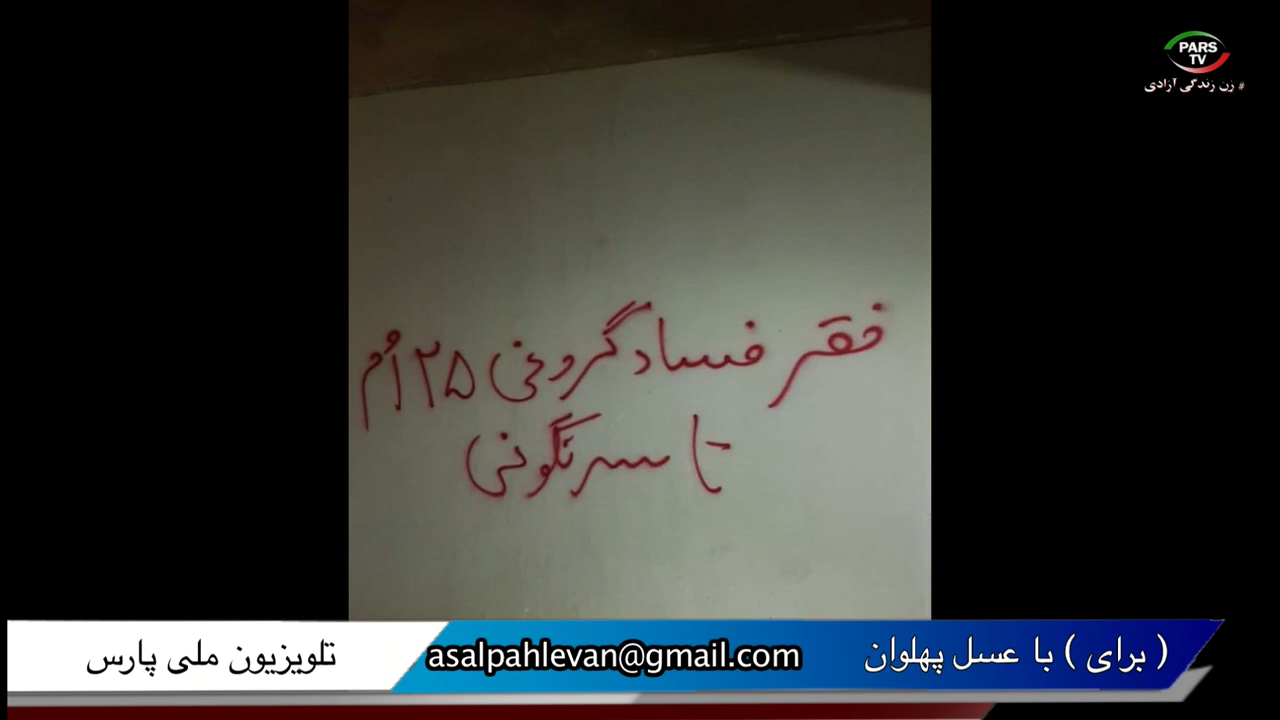 PARS
TV
# زن زندگی آزادی
فقر فساد گرونی ۲۵ اُم
تا سرنگونی
( برای ) با عسل پهلوان
asalpahlevan@gmail.com
تلویزیون ملی پارس